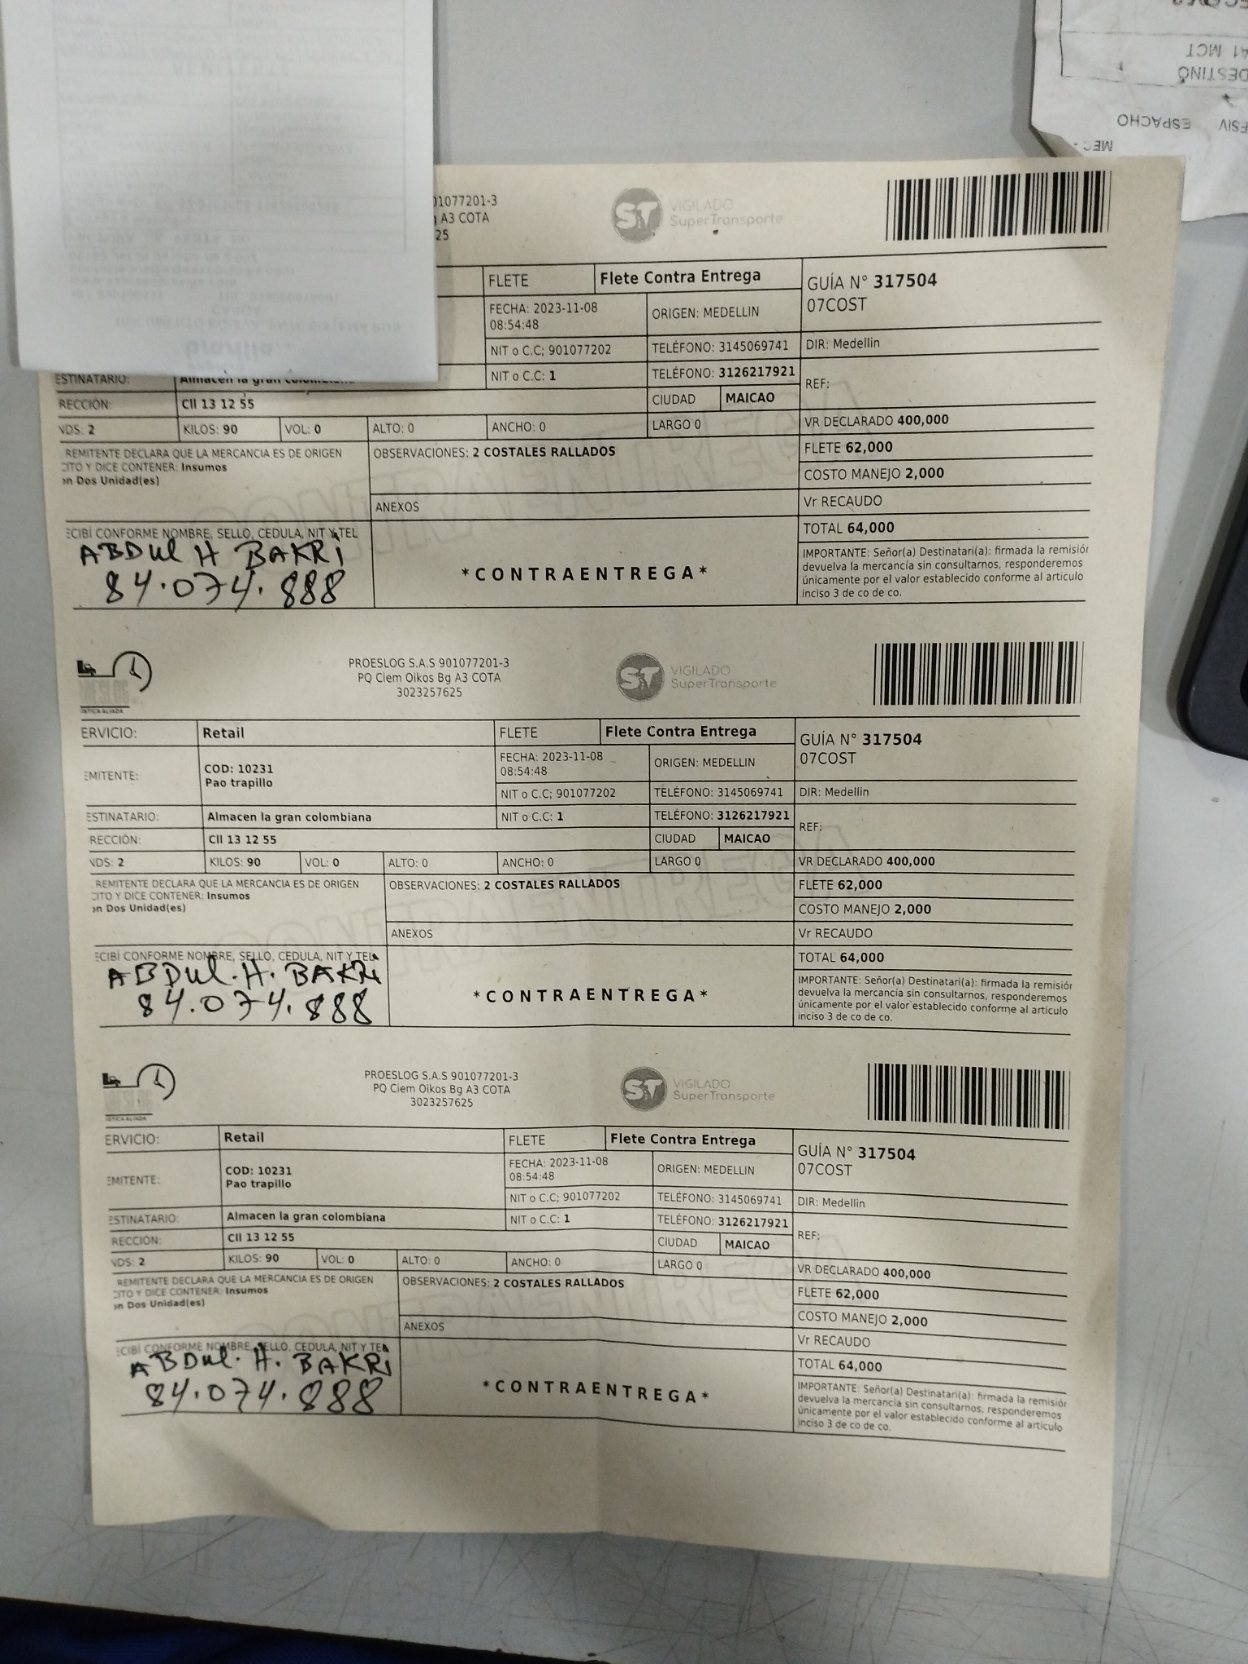 01077201-3
A3 COTA
25
ST VIGILADO
SuperTransporte
FLETE Flete Contra Entrega
GUÍA N° 317504
07COST
FECHA: 2023-11-08
08:54:48
ORIGEN: MEDELLIN
NIT o C.C; 901077202 TELÉFONO: 3145069741 DIR: Medellin
ESTINATARIO: Almacen la gran colombiana NIT o C.C: 1 TELÉFONO: 3126217921
REF:
RECCIÓN: Cll 13 12 55 CIUDAD MAICAO
NDS: 2 KILOS: 90 VOL: 0 ALTO: 0 ANCHO: 0 LARGO 0 VR DECLARADO 400,000
REMITENTE DECLARA QUE LA MERCANCIA ES DE ORIGEN
CITO Y DICE CONTENER: Insumos
on Dos Unidad(es)
OBSERVACIONES: 2 COSTALES RALLADOS
FLETE 62,000
COSTO MANEJO 2,000
ANEXOS
Vr RECAUDO
ECIBÍ CONFORME NOMBRE, SELLO, CEDULA, NIT Y TEL
TOTAL 64,000
ABDUL H BAKRI
84.074.888
*CONTRAENTREGA*
IMPORTANTE: Señor(a) Destinatari(a): firmada la remisiór
devuelva la mercancía sin consultarnos, responderemos
únicamente por el valor establecido conforme al articulo
inciso 3 de co de co.
PROESLOG S.A.S 901077201-3
PQ Ciem Oikos Bg A3 COTA
3023257625
ST VIGILADO
SuperTransporte
ERVICIO: Retail FLETE Flete Contra Entrega
GUÍA N° 317504
07COST
EMITENTE:
COD: 10231
Pao trapillo
FECHA: 2023-11-08
08:54:48
ORIGEN: MEDELLIN
NIT o C.C; 901077202 TELÉFONO: 3145069741 DIR: Medellin
ESTINATARIO: Almacen la gran colombiana NIT o C.C: 1 TELÉFONO: 3126217921
REF:
RECCIÓN: Cll 13 12 55 CIUDAD MAICAO
NDS: 2 KILOS: 90 VOL: 0 ALTO: 0 ANCHO: 0 LARGO 0 VR DECLARADO 400,000
REMITENTE DECLARA QUE LA MERCANCIA ES DE ORIGEN
CITO Y DICE CONTENER: Insumos
on Dos Unidad(es)
OBSERVACIONES: 2 COSTALES RALLADOS
FLETE 62,000
COSTO MANEJO 2,000
ANEXOS
Vr RECAUDO
ECIBÍ CONFORME NOMBRE, SELLO, CEDULA, NIT Y TEL
TOTAL 64,000
ABDUL. H. BAKRI
84.074.888
*CONTRAENTREGA*
IMPORTANTE: Señor(a) Destinatari(a): firmada la remisiór
devuelva la mercancía sin consultarnos, responderemos
únicamente por el valor establecido conforme al articulo
inciso 3 de co de co.
PROESLOG S.A.S 901077201-3
PQ Ciem Oikos Bg A3 COTA
3023257625
ST VIGILADO
SuperTransporte
ERVICIO: Retail FLETE Flete Contra Entrega
GUÍA N° 317504
07COST
EMITENTE:
COD: 10231
Pao trapillo
FECHA: 2023-11-08
08:54:48
ORIGEN: MEDELLIN
NIT o C.C; 901077202 TELÉFONO: 3145069741 DIR: Medellin
ESTINATARIO: Almacen la gran colombiana NIT o C.C: 1 TELÉFONO: 3126217921
REF:
RECCIÓN: Cll 13 12 55 CIUDAD MAICAO
NDS: 2 KILOS: 90 VOL: 0 ALTO: 0 ANCHO: 0 LARGO 0 VR DECLARADO 400,000
REMITENTE DECLARA QUE LA MERCANCIA ES DE ORIGEN
CITO Y DICE CONTENER: Insumos
on Dos Unidad(es)
OBSERVACIONES: 2 COSTALES RALLADOS
FLETE 62,000
COSTO MANEJO 2,000
ANEXOS
Vr RECAUDO
ECIBÍ CONFORME NOMBRE, SELLO, CEDULA, NIT Y TEL
TOTAL 64,000
ABDUL. H. BAKRI
84.074.888
*CONTRAENTREGA*
IMPORTANTE: Señor(a) Destinatari(a): firmada la remisiór
devuelva la mercancía sin consultarnos, responderemos
únicamente por el valor establecido conforme al articulo
inciso 3 de co de co.
ESPACHO
DESTINO
A1 MCT